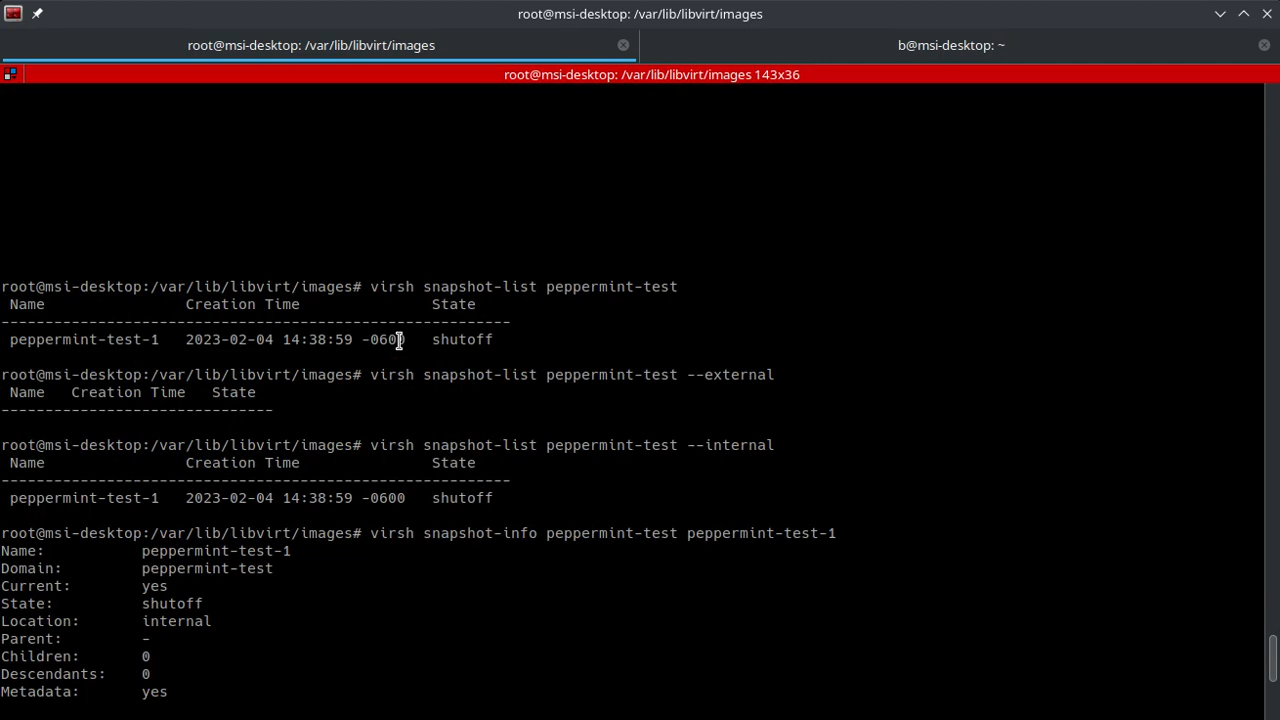 root@msi-desktop: /var/lib/libvirt/images
root@msi-desktop: /var/lib/libvirt/images
b@msi-desktop: ~
root@msi-desktop: /var/lib/libvirt/images 143x36
root@msi-desktop:/var/lib/libvirt/images# virsh snapshot-list peppermint-test
Name Creation Time State
-----------------------------------------------------------
peppermint-test-1 2023-02-04 14:38:59 -0600 shutoff
root@msi-desktop:/var/lib/libvirt/images# virsh snapshot-list peppermint-test --external
Name Creation Time State
-------------------------------
root@msi-desktop:/var/lib/libvirt/images# virsh snapshot-list peppermint-test --internal
Name Creation Time State
-----------------------------------------------------------
peppermint-test-1 2023-02-04 14:38:59 -0600 shutoff
root@msi-desktop:/var/lib/libvirt/images# virsh snapshot-info peppermint-test peppermint-test-1
Name: peppermint-test-1
Domain: peppermint-test
Current: yes
State: shutoff
Location: internal
Parent: -
Children: 0
Descendants: 0
Metadata: yes